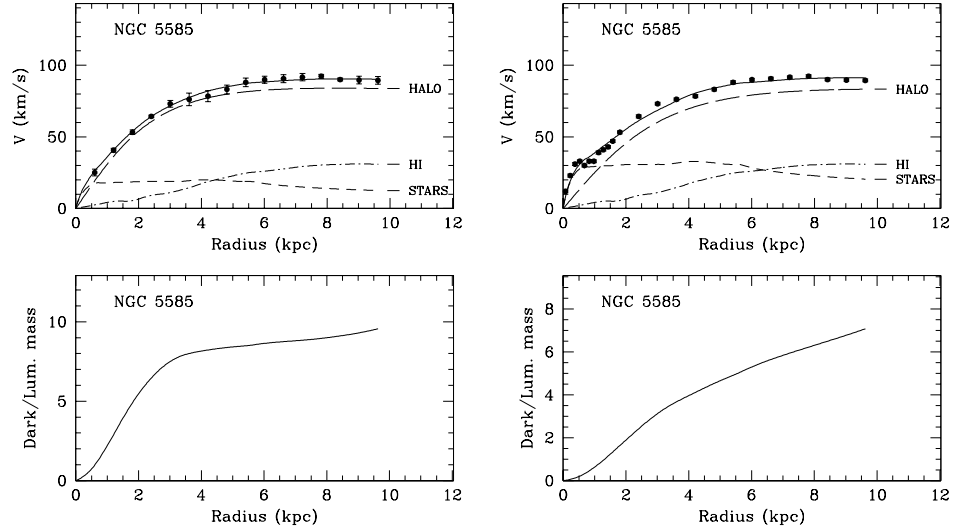 NGC 5585
V (km/s)
100
50
0
HALO
HI
STARS
0 2 4 6 8 10 12
Radius (kpc)
NGC 5585
V (km/s)
100
50
0
HALO
HI
STARS
0 2 4 6 8 10 12
Radius (kpc)
NGC 5585
Dark/Lum. mass
10
5
0
0 2 4 6 8 10 12
Radius (kpc)
NGC 5585
Dark/Lum. mass
8
6
4
2
0
0 2 4 6 8 10 12
Radius (kpc)